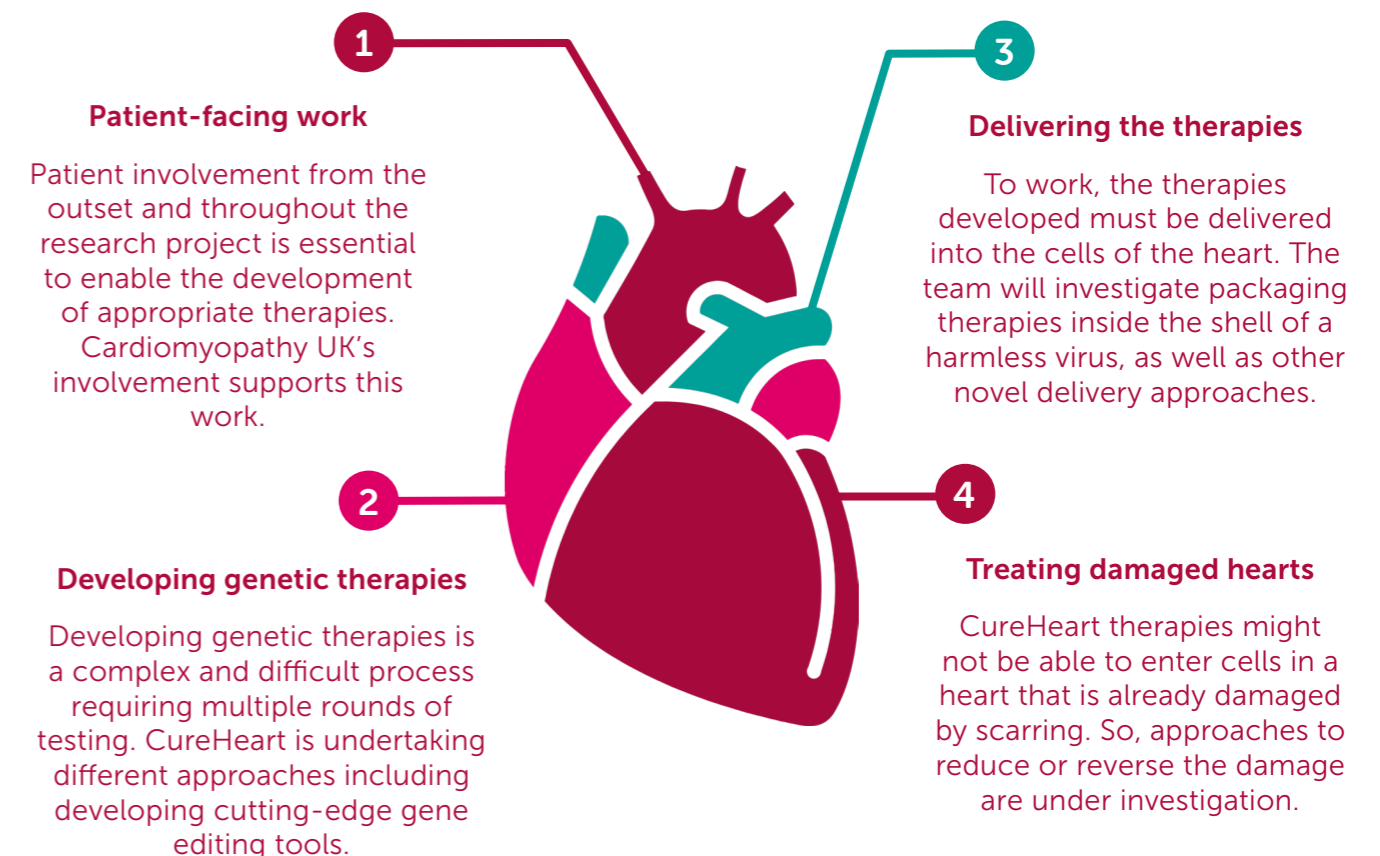 1
Patient-facing work
Patient involvement from the
outset and throughout the
research project is essential
to enable the development
of appropriate therapies.
Cardiomyopathy UK’s
involvement supports this
work.
2
Developing genetic therapies
Developing genetic therapies is
a complex and difficult process
requiring multiple rounds of
testing. CureHeart is undertaking
different approaches including
developing cutting-edge gene
editing tools.
3
Delivering the therapies
To work, the therapies
developed must be delivered
into the cells of the heart. The
team will investigate packaging
therapies inside the shell of a
harmless virus, as well as other
novel delivery approaches.
4
Treating damaged hearts
CureHeart therapies might
not be able to enter cells in a
heart that is already damaged
by scarring. So, approaches to
reduce or reverse the damage
are under investigation.